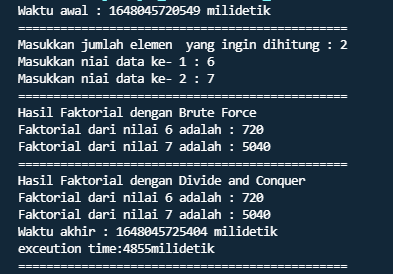 Waktu awal : 1648045720549 milidetik
================================================
Masukkan jumlah elemen  yang ingin dihitung : 2
Masukkan niai data ke- 1 : 6
Masukkan niai data ke- 2 : 7
================================================
Hasil Faktorial dengan Brute Force
Faktorial dari nilai 6 adalah : 720
Faktorial dari nilai 7 adalah : 5040
================================================
Hasil Faktorial dengan Divide and Conquer
Faktorial dari nilai 6 adalah : 720
Faktorial dari nilai 7 adalah : 5040
Waktu akhir : 1648045725404 milidetik
exceution time:4855milidetik
================================================